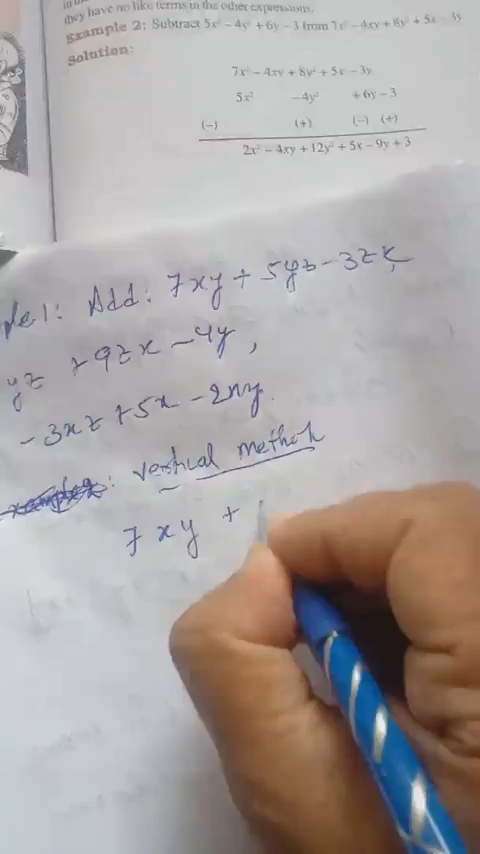 they have no like terms in the other expressions.
Example 2: Subtract 5x² – 4y² + 6y – 3 from 7x² – 4xy + 8y² + 5x – 3y
Solution:
7x² – 4xy + 8y² + 5x – 3y
5x² – 4y² + 6y – 3
(–) (+) (–) (+)
2x² – 4xy + 12y² + 5x – 9y + 3
Add: 7xy + 5yz – 3zx,
yz + 9zx – 4y,
- 3xz + 5x - 2xy.
: vertical method
7 x y +